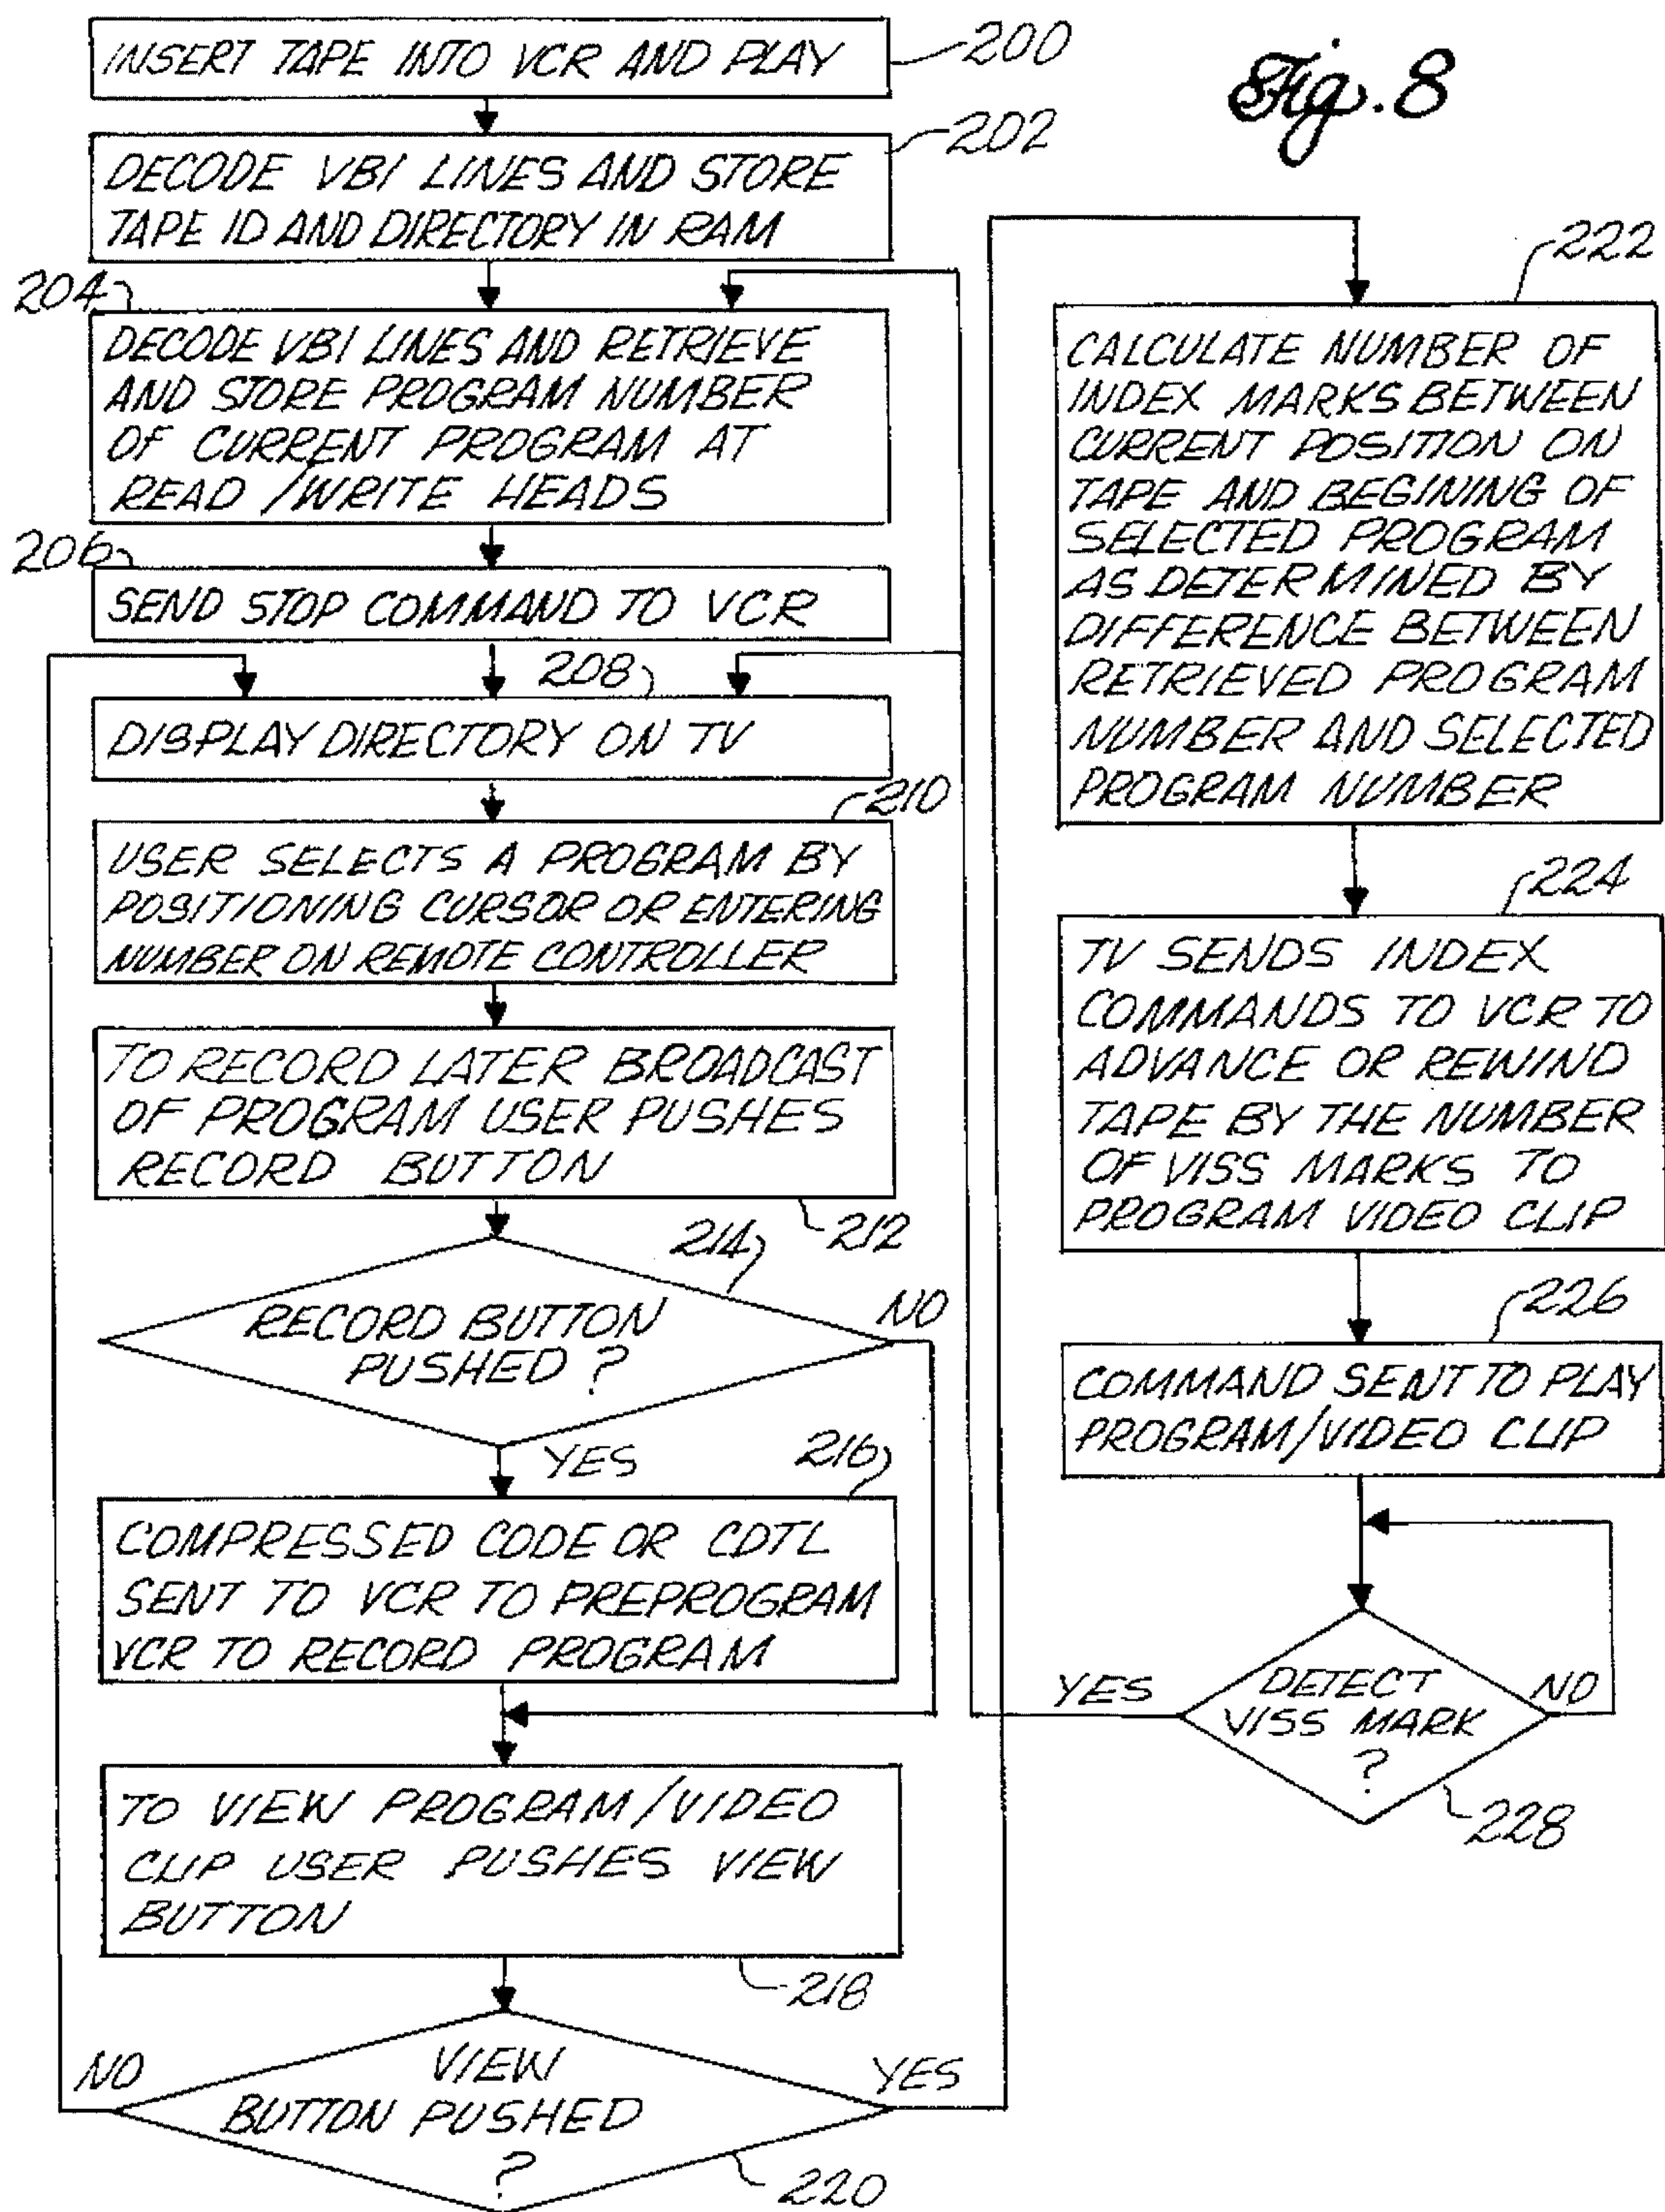 Fig. 8
INSERT TAPE INTO VCR AND PLAY
200
DECODE VBI LINES AND STORE
TAPE ID AND DIRECTORY IN RAM
202
204
DECODE VBI LINES AND RETRIEVE
AND STORE PROGRAM NUMBER
OF CURRENT PROGRAM AT
READ/WRITE HEADS
206
SEND STOP COMMAND TO VCR
208
DISPLAY DIRECTORY ON TV
210
USER SELECTS A PROGRAM BY
POSITIONING CURSOR OR ENTERING
NUMBER ON REMOTE CONTROLLER
TO RECORD LATER BROADCAST
OF PROGRAM USER PUSHES
RECORD BUTTON
212
214
RECORD BUTTON
PUSHED ?
NO
YES
216
COMPRESSED CODE OR CDTL
SENT TO VCR TO PREPROGRAM
VCR TO RECORD PROGRAM
TO VIEW PROGRAM/VIDEO
CLIP USER PUSHES VIEW
BUTTON
218
NO
VIEW
BUTTON PUSHED
?
YES
220
222
CALCULATE NUMBER OF
INDEX MARKS BETWEEN
CURRENT POSITION ON
TAPE AND BEGINING OF
SELECTED PROGRAM
AS DETERMINED BY
DIFFERENCE BETWEEN
RETRIEVED PROGRAM
NUMBER AND SELECTED
PROGRAM NUMBER
224
TV SENDS INDEX
COMMANDS TO VCR TO
ADVANCE OR REWIND
TAPE BY THE NUMBER
OF VISS MARKS TO
PROGRAM VIDEO CLIP
226
COMMAND SENT TO PLAY
PROGRAM/VIDEO CLIP
YES
DETECT
VISS MARK
?
NO
228